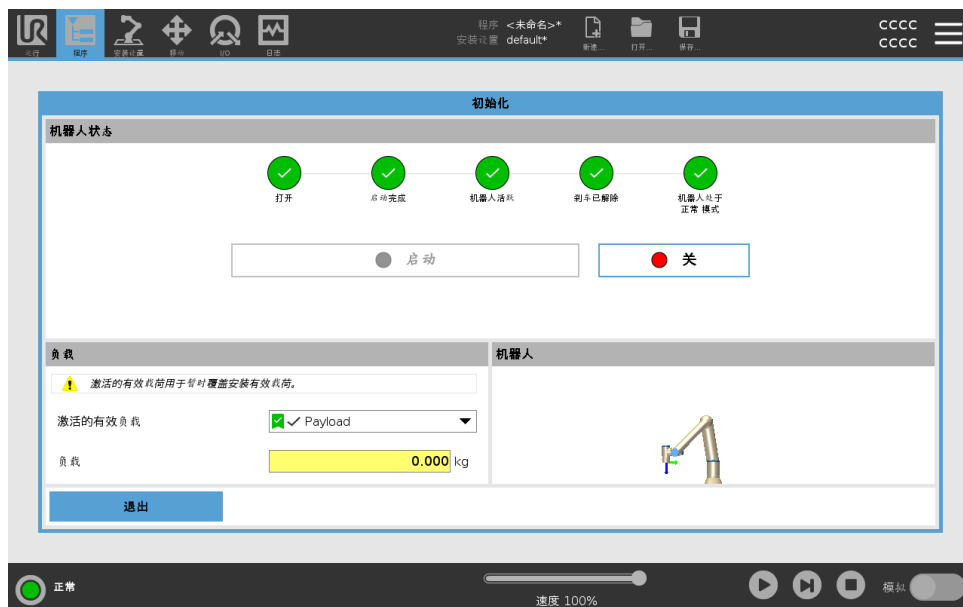 程序 <未命名>*
安装设置 default*
cccc
cccc
运行
程序
安装设置
移动
I/O
日志
新建...
打开...
保存...
初始化
机器人状态
打开
启动完成
机器人活跃
刹车已解除
机器人处于
正常 模式
启动
关
负载
机器人
激活的有效载荷用于暂时覆盖安装有效载荷。
激活的有效负载
Payload
负载
0.000 kg
退出
正常
速度 100%
模拟